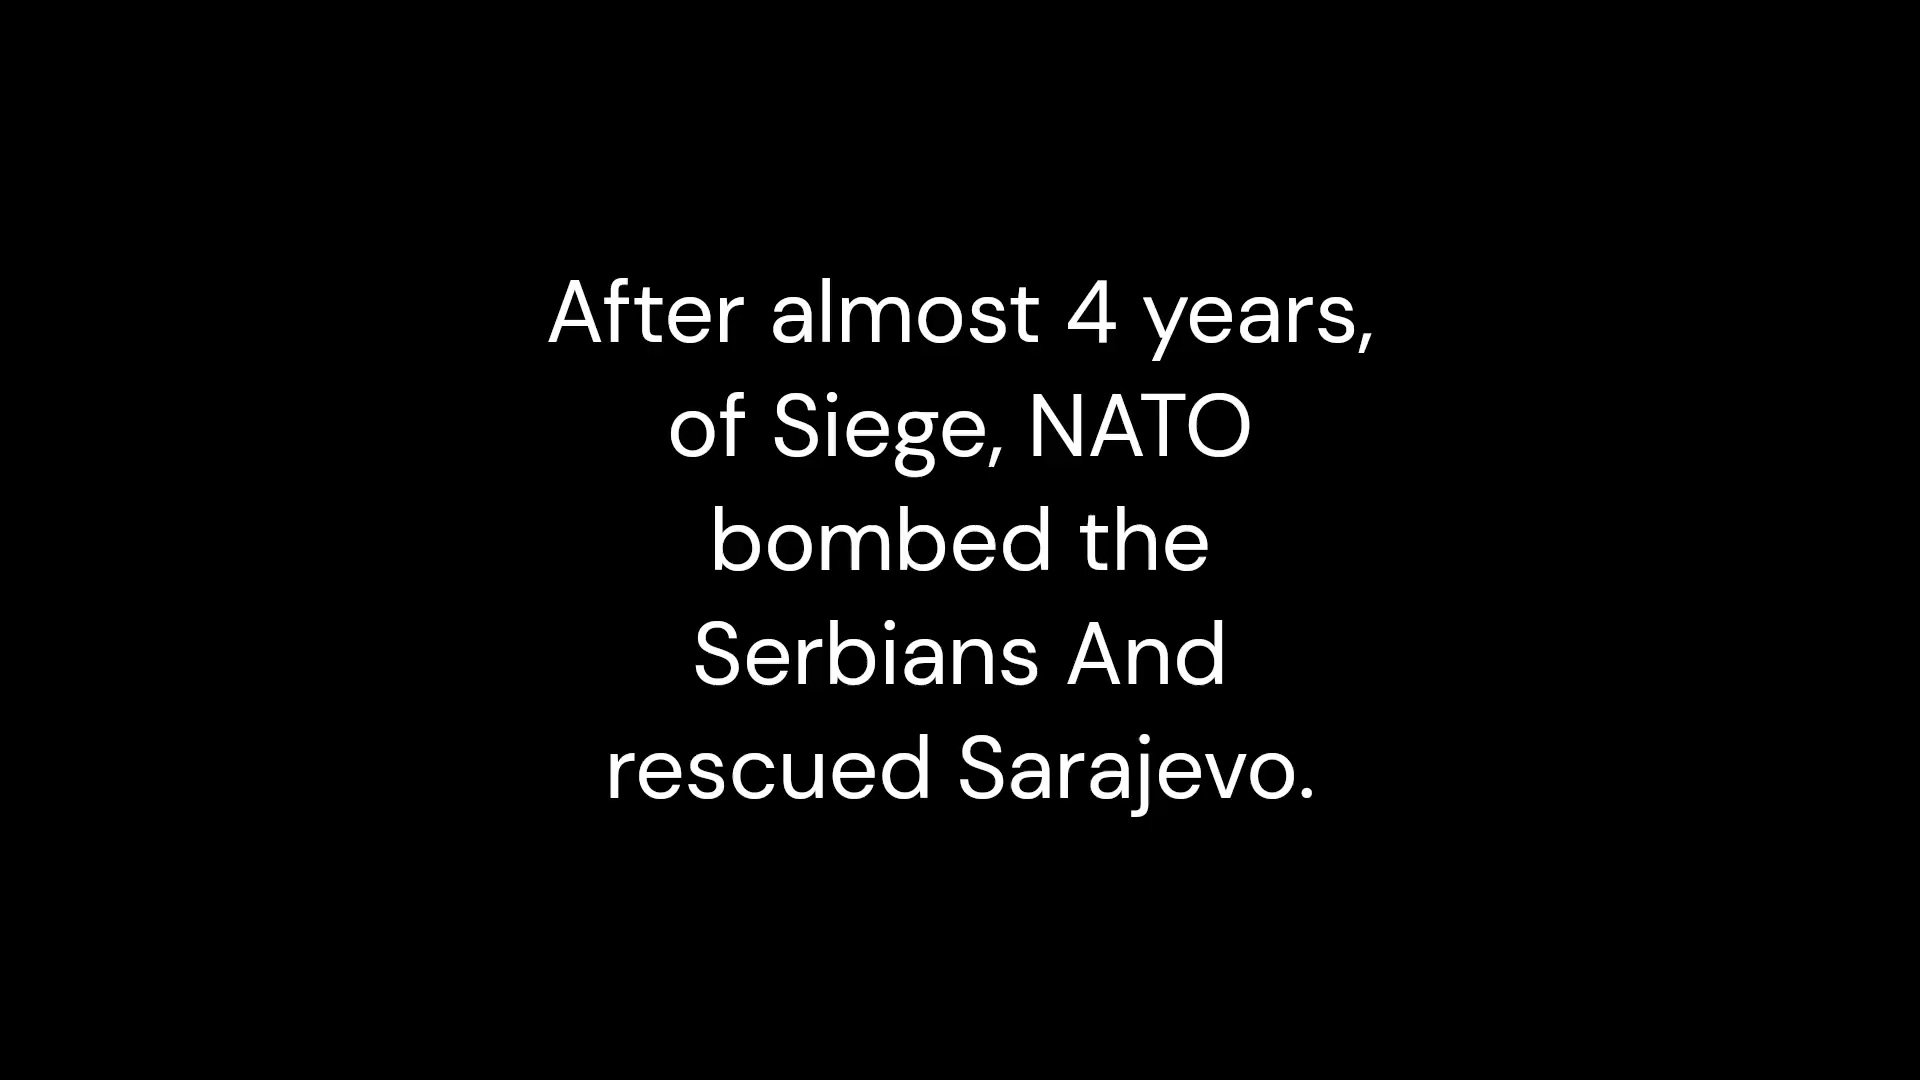 After almost 4 years,
of Siege, NATO
bombed the
Serbians And
rescued Sarajevo.